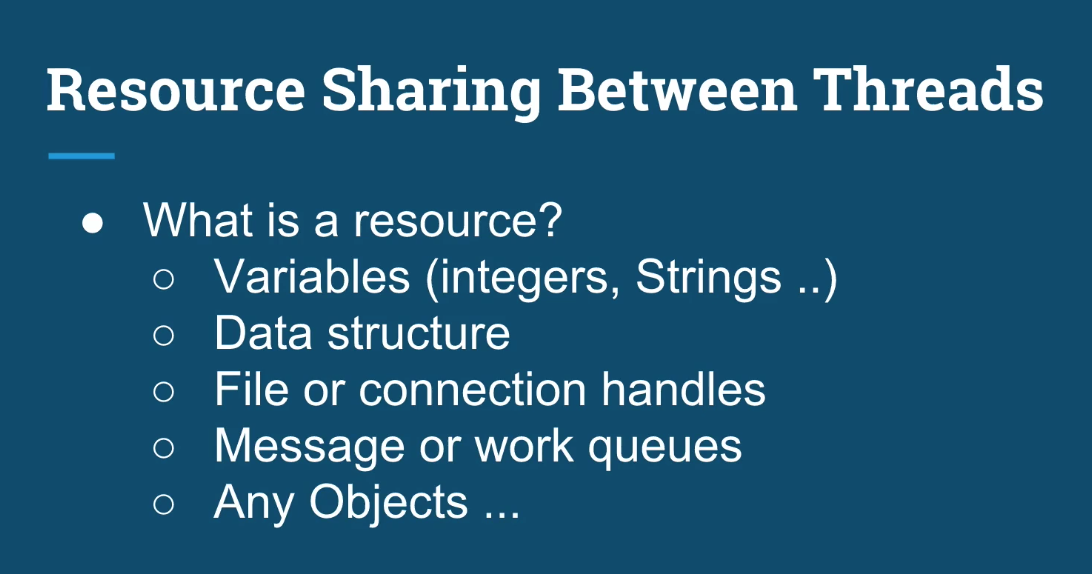 Resource Sharing Between Threads
● What is a resource?
○ Variables (integers, Strings ..)
○ Data structure
○ File or connection handles
○ Message or work queues
○ Any Objects ...